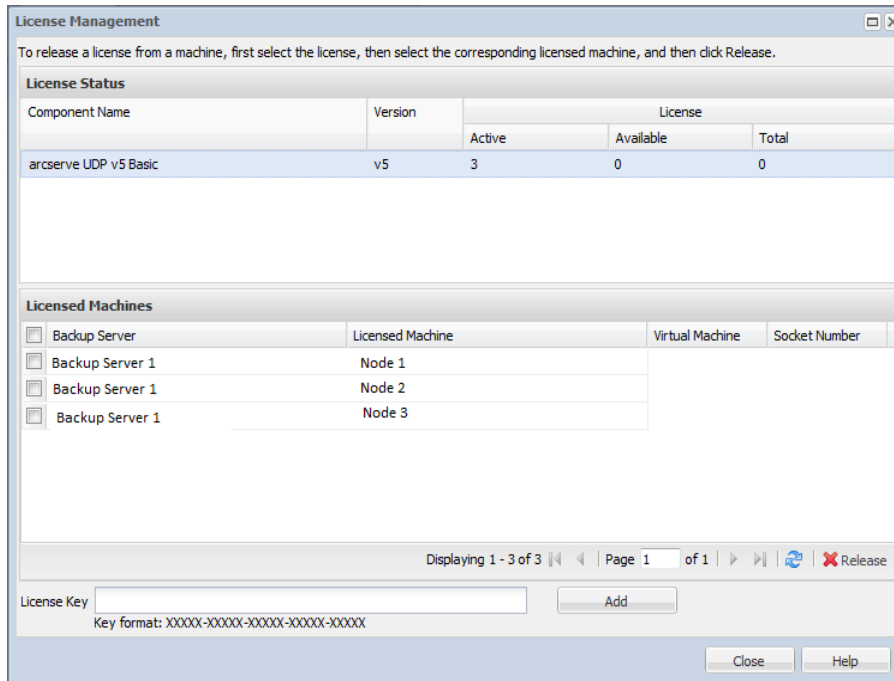 License Management
To release a license from a machine, first select the license, then select the corresponding licensed machine, and then click Release.
License Status
Component Name Version License
Active Available Total
arcserve UDP v5 Basic v5 3 0 0
Licensed Machines
Backup Server Licensed Machine Virtual Machine Socket Number
Backup Server 1 Node 1
Backup Server 1 Node 2
Backup Server 1 Node 3
Displaying 1 - 3 of 3 Page 1 of 1 Release
License Key Add
Key format: XXXXX-XXXXX-XXXXX-XXXXX-XXXXX
Close Help